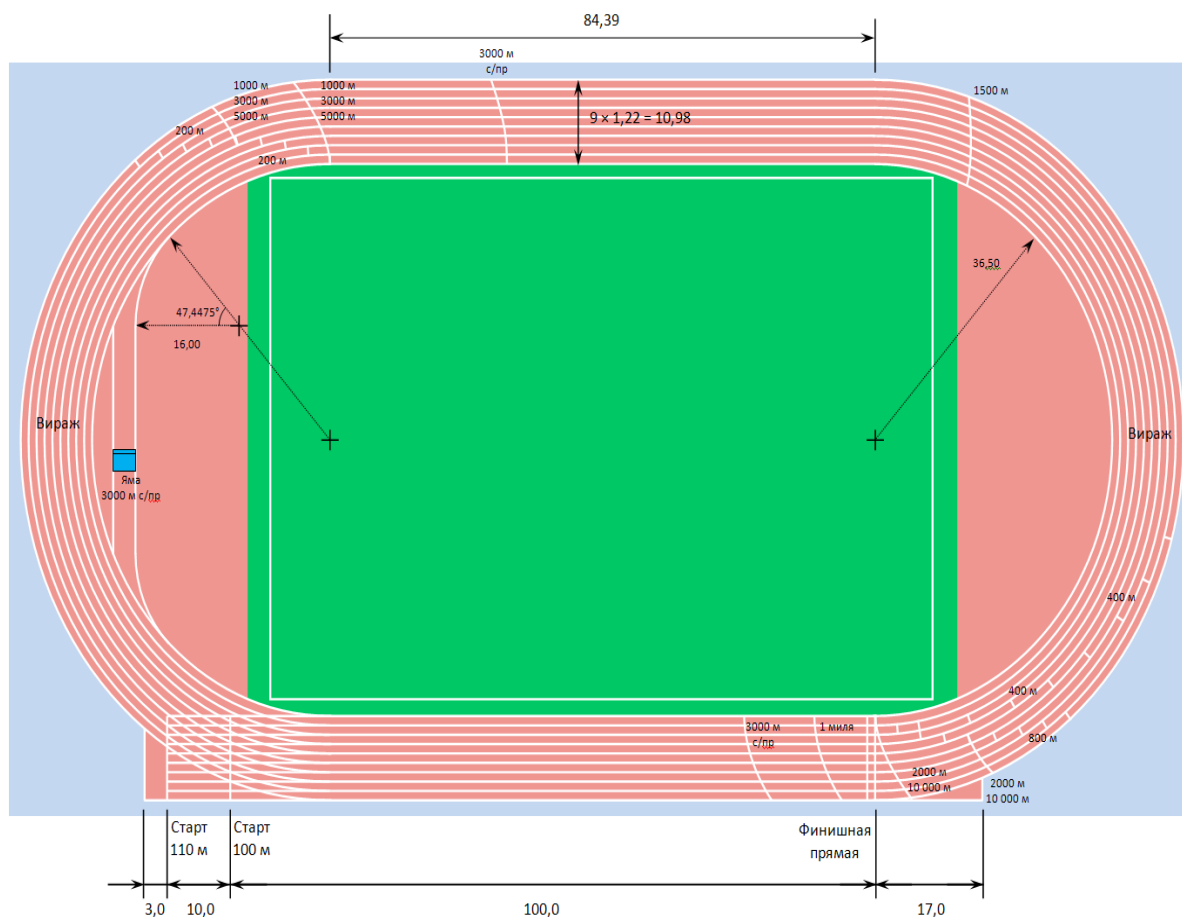 84,39
3000 м
с/пр
1000 м
3000 м
5000 м
1000 м
3000 м
5000 м
1500 м
9 × 1,22 = 10,98
200 м
200 м
36,50
47,4475°
16,00
Вираж
Вираж
Яма
3000 м с/пр
400 м
400 м
800 м
3000 м
с/пр
1 миля
2000 м
10 000 м
2000 м
10 000 м
Старт
110 м
Старт
100 м
Финишная
прямая
3,0
10,0
100,0
17,0